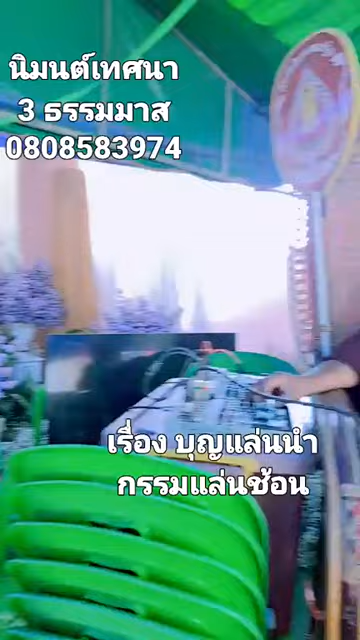 นิมนต์เทศนา
3 ธรรมมาส
0808583974
เรื่อง บุญแล่นนำ
กรรมแล่นซ้อน